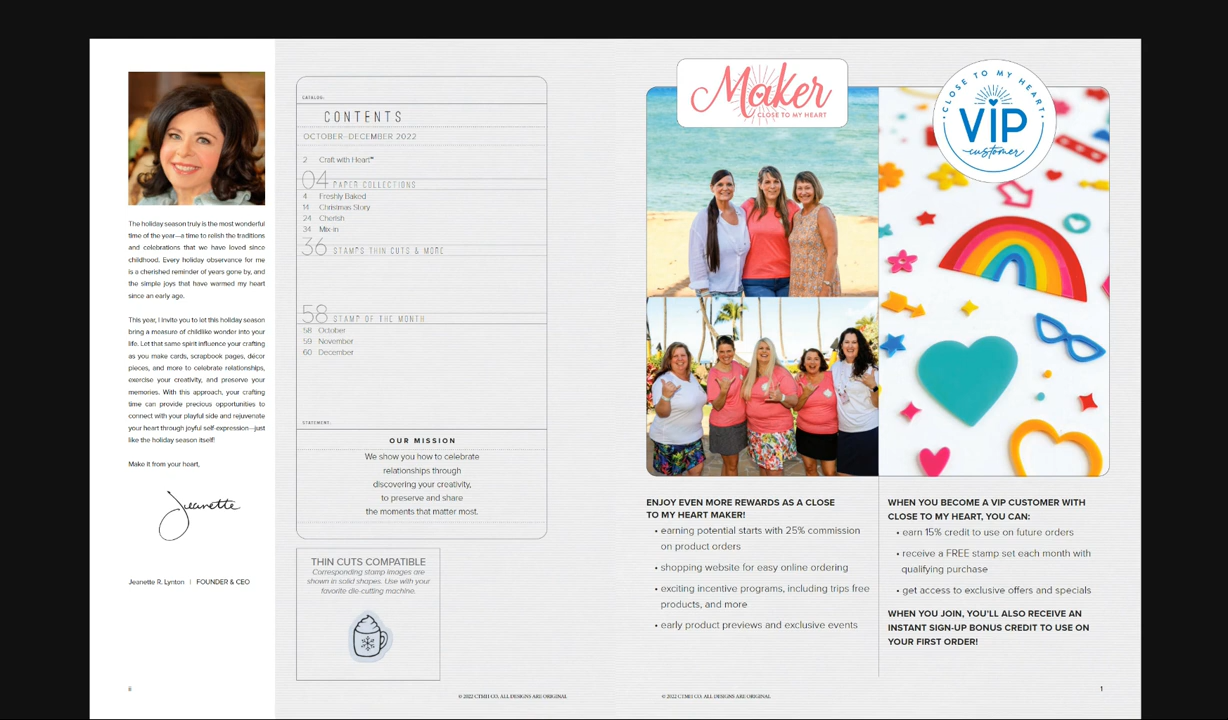 The holiday season truly is the most wonderful
time of the year—a time to relish the traditions
and celebrations that we have loved since
childhood. Every holiday observance for me
is a cherished reminder of years gone by, and
the simple joys that have warmed my heart
since an early age.
This year, I invite you to let this holiday season
bring a measure of childlike wonder into your
life. Let that same spirit influence your crafting
as you make cards, scrapbook pages, décor
pieces, and more to celebrate relationships,
exercise your creativity, and preserve your
memories. With this approach, your crafting
time can provide precious opportunities to
connect with your playful side and rejuvenate
your heart through joyful self-expression—just
like the holiday season itself!
Make it from your heart,
Jeanette
Jeanette R. Lynton | FOUNDER & CEO
ii
CATALOG:
CONTENTS
OCTOBER–DECEMBER 2022
2 Craft with Heart℠
04 PAPER COLLECTIONS
4 Freshly Baked
14 Christmas Story
24 Cherish
34 Mix-in
36 STAMPS THIN CUTS & MORE
58 STAMP OF THE MONTH
58 October
59 November
60 December
STATEMENT:
OUR MISSION
We show you how to celebrate
relationships through
discovering your creativity,
to preserve and share
the moments that matter most.
THIN CUTS COMPATIBLE
Corresponding stamp images are
shown in solid shapes. Use with your
favorite die-cutting machine.
© 2022 CTMH CO. ALL DESIGNS ARE ORIGINAL
Maker
CLOSE TO MY HEART
ENJOY EVEN MORE REWARDS AS A CLOSE
TO MY HEART MAKER!
• earning potential starts with 25% commission
on product orders
• shopping website for easy online ordering
• exciting incentive programs, including trips free
products, and more
• early product previews and exclusive events
© 2022 CTMH CO. ALL DESIGNS ARE ORIGINAL
CLOSE TO MY HEART
VIP
customer
WHEN YOU BECOME A VIP CUSTOMER WITH
CLOSE TO MY HEART, YOU CAN:
• earn 15% credit to use on future orders
• receive a FREE stamp set each month with
qualifying purchase
• get access to exclusive offers and specials
WHEN YOU JOIN, YOU'LL ALSO RECEIVE AN
INSTANT SIGN-UP BONUS CREDIT TO USE ON
YOUR FIRST ORDER!
1